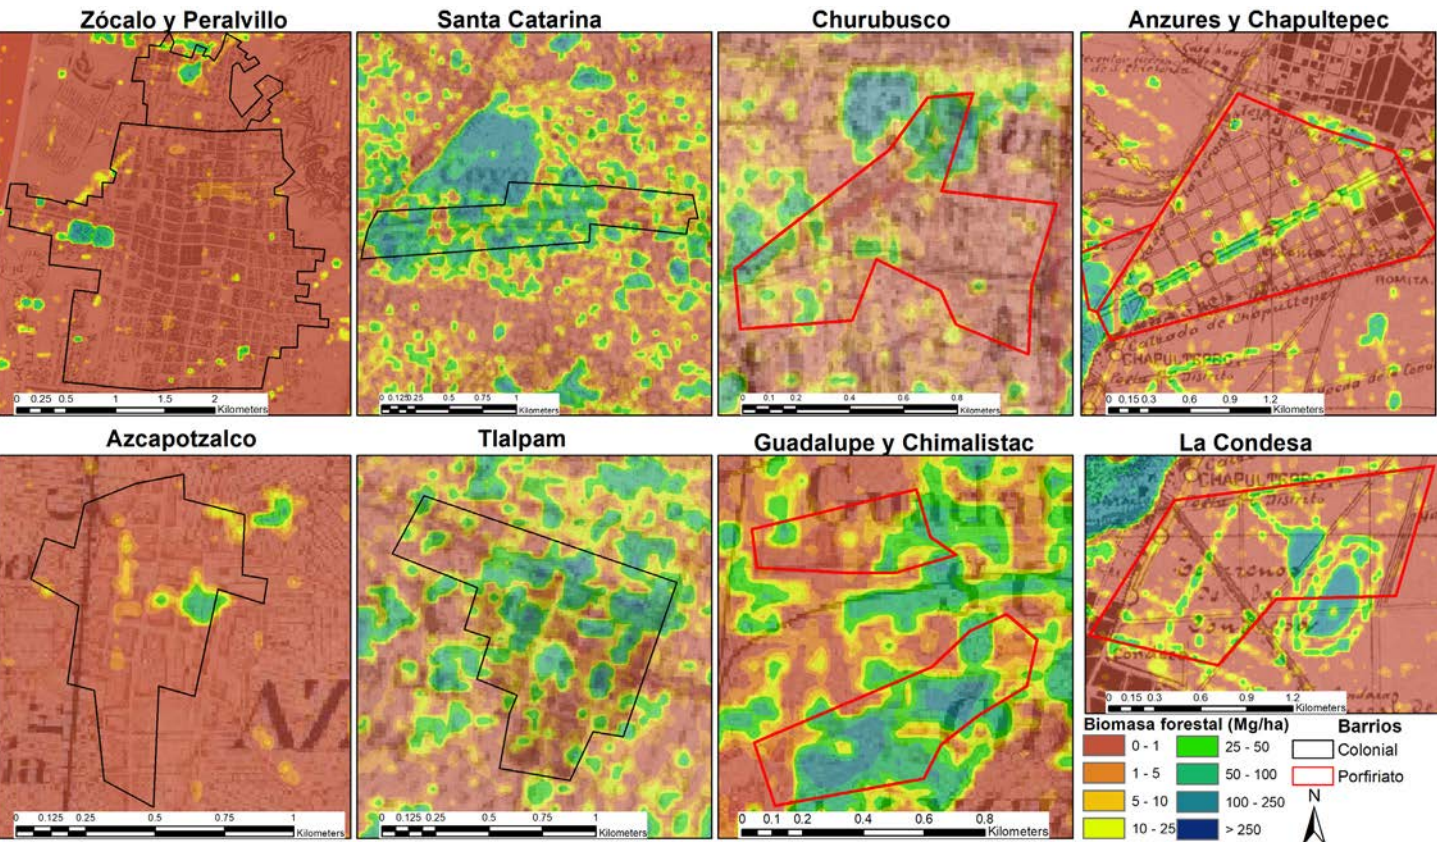 Zócalo y Peralvillo
Santa Catarina
Churubusco
Anzures y Chapultepec
0 0.25 0.5 1 1.5 2
Kilometers
0 0.125 0.25 0.5 0.75 1
Kilometers
0 0.1 0.2 0.4 0.6 0.8
Kilometers
Calzada de Chapultepec
ROMITA
CHAPULTEPEC
0 0.15 0.3 0.6 0.9 1.2
Kilometers
Azcapotzalco
Tlalpam
Guadalupe y Chimalistac
La Condesa
AZ
0 0.125 0.25 0.5 0.75 1
Kilometers
0 0.125 0.25 0.5 0.75 1
Kilometers
0 0.1 0.2 0.4 0.6 0.8
Kilometers
CHAPULTEPEC
0 0.15 0.3 0.6 0.9 1.2
Kilometers
Biomasa forestal (Mg/ha)
0 - 1
1 - 5
5 - 10
10 - 25
25 - 50
50 - 100
100 - 250
> 250
Barrios
Colonial
Porfiriato
N